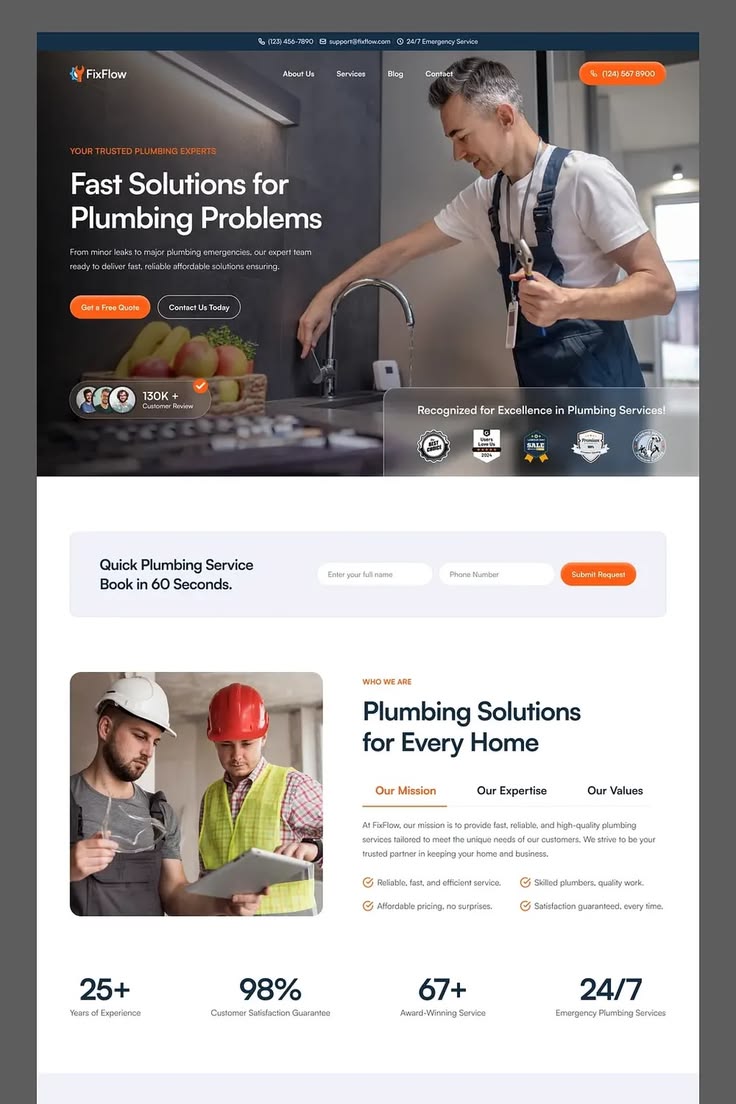 (123) 456-7890 support@fixflow.com 24/7 Emergency Service
FixFlow
About Us Services Blog Contact
(124) 567 8900
YOUR TRUSTED PLUMBING EXPERTS
Fast Solutions for
Plumbing Problems
From minor leaks to major plumbing emergencies, our expert team
ready to deliver fast, reliable affordable solutions ensuring.
Get a Free Quote Contact Us Today
130K +
Customer Review
Recognized for Excellence in Plumbing Services!
BEST
CHOICE
Users
Love Us
2024
SALE
Premium
Quick Plumbing Service
Book in 60 Seconds.
Enter your full name
Phone Number
Submit Request
WHO WE ARE
Plumbing Solutions
for Every Home
Our Mission Our Expertise Our Values
At FixFlow, our mission is to provide fast, reliable, and high-quality plumbing
services tailored to meet the unique needs of our customers. We strive to be your
trusted partner in keeping your home and business.
Reliable, fast, and efficient service. Skilled plumbers, quality work.
Affordable pricing, no surprises. Satisfaction guaranteed, every time.
25+ 98% 67+ 24/7
Years of Experience Customer Satisfaction Guarantee Award-Winning Service Emergency Plumbing Services